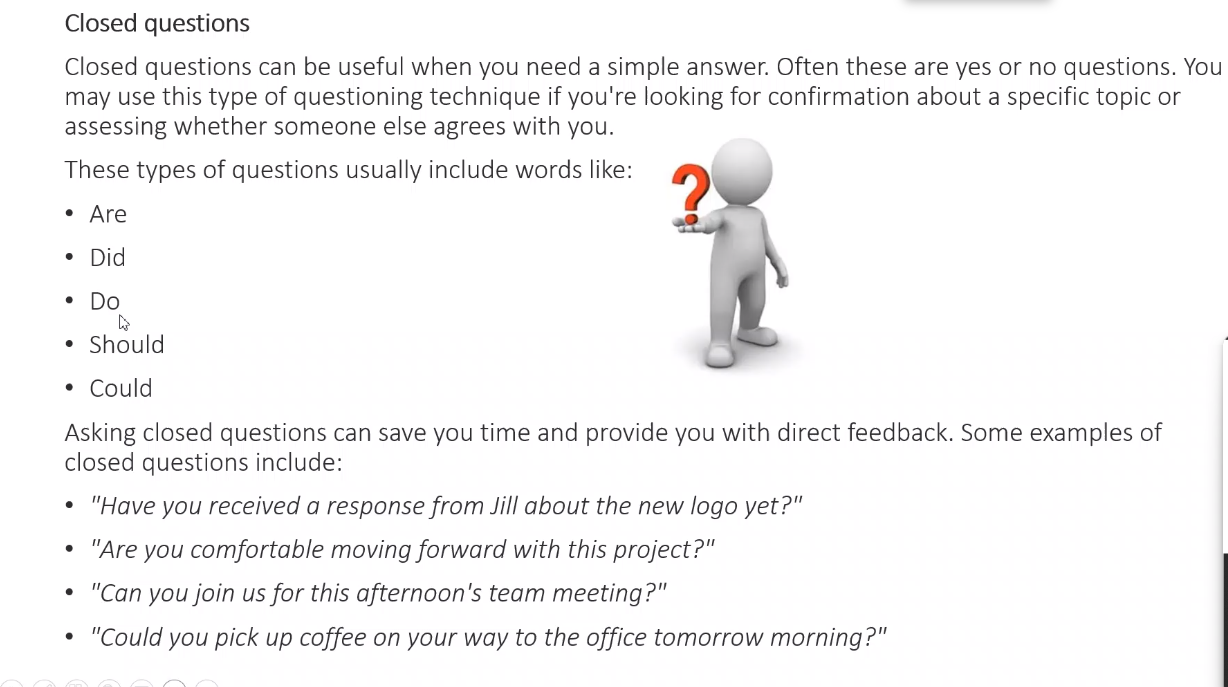 Closed questions
Closed questions can be useful when you need a simple answer. Often these are yes or no questions. You
may use this type of questioning technique if you're looking for confirmation about a specific topic or
assessing whether someone else agrees with you.
These types of questions usually include words like:
?
• Are
• Did
• Do
• Should
• Could
Asking closed questions can save you time and provide you with direct feedback. Some examples of
closed questions include:
• "Have you received a response from Jill about the new logo yet?"
• "Are you comfortable moving forward with this project?"
• "Can you join us for this afternoon's team meeting?"
• "Could you pick up coffee on your way to the office tomorrow morning?"